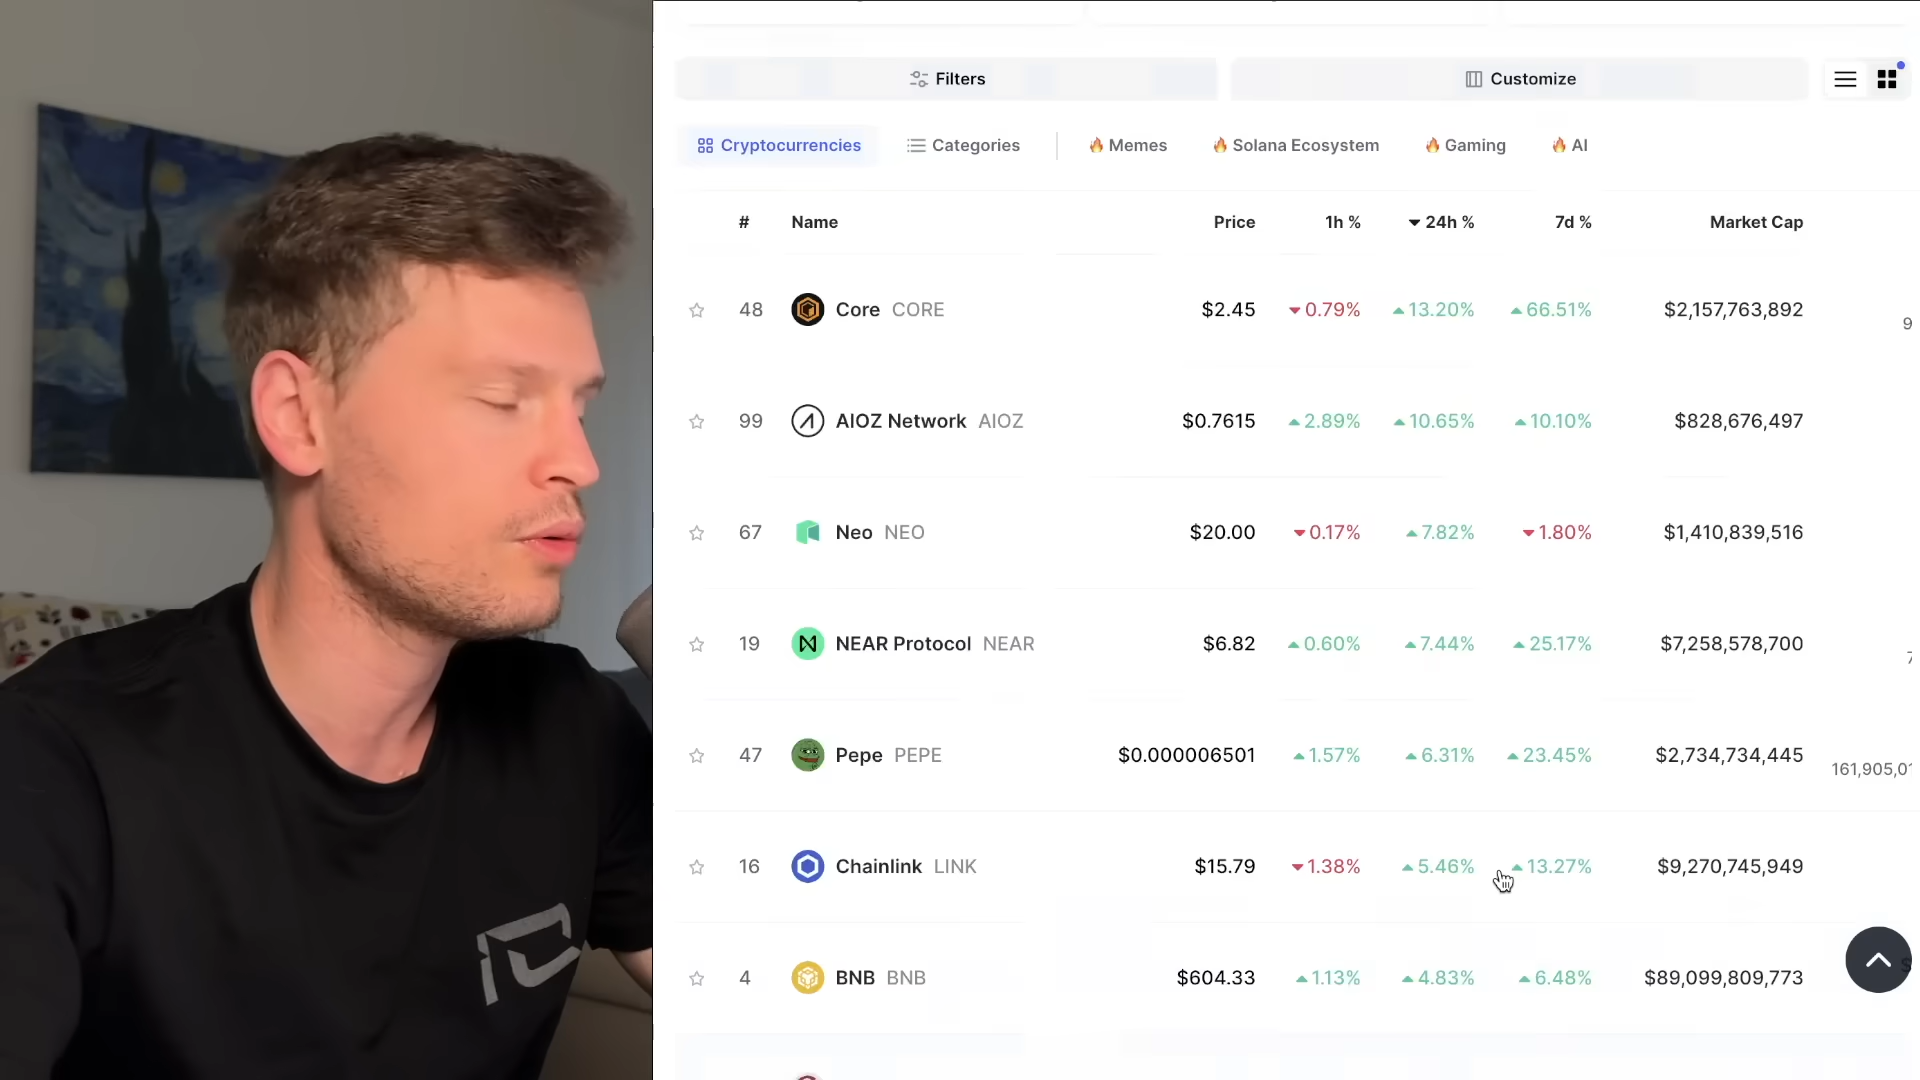 Filters Customize
Cryptocurrencies Categories Memes Solana Ecosystem Gaming AI
# Name Price 1h % 24h % 7d % Market Cap
48 Core CORE $2.45 0.79% 13.20% 66.51% $2,157,763,892
9
99 AIOZ Network AIOZ $0.7615 2.89% 10.65% 10.10% $828,676,497
67 Neo NEO $20.00 0.17% 7.82% 1.80% $1,410,839,516
19 NEAR Protocol NEAR $6.82 0.60% 7.44% 25.17% $7,258,578,700
7
47 Pepe PEPE $0.000006501 1.57% 6.31% 23.45% $2,734,734,445
161,905,01
16 Chainlink LINK $15.79 1.38% 5.46% 13.27% $9,270,745,949
4 BNB BNB $604.33 1.13% 4.83% 6.48% $89,099,809,773